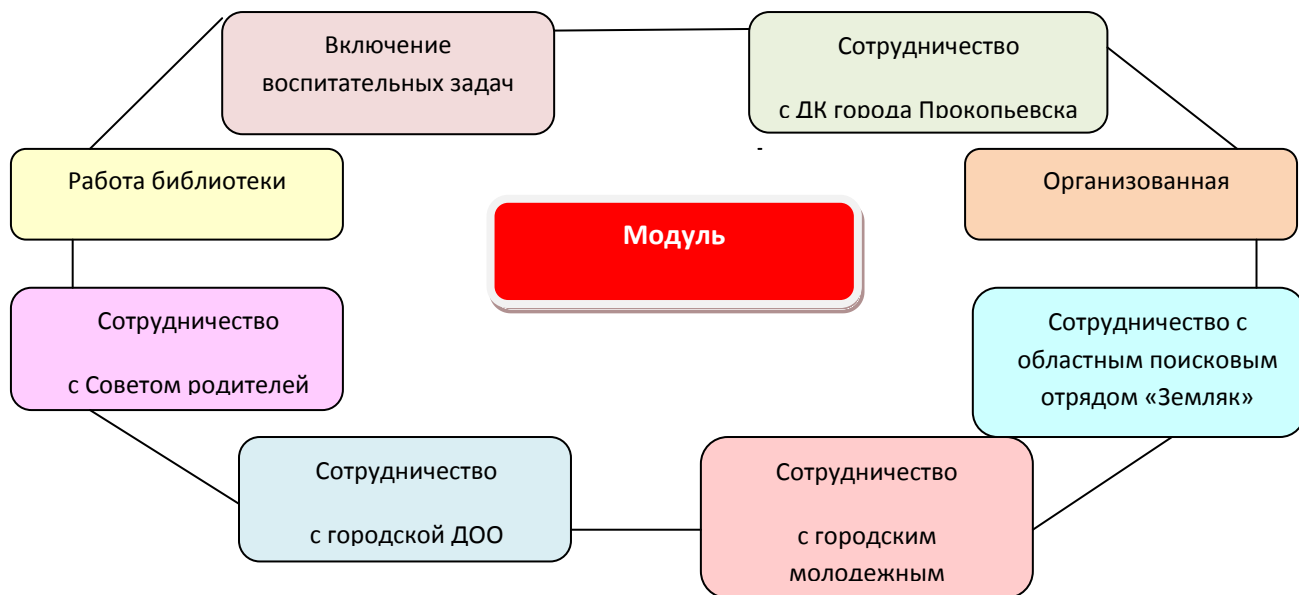 Включение
воспитательных задач
Сотрудничество
с ДК города Прокопьевска
Работа библиотеки
Организованная
Модуль
Сотрудничество
с Советом родителей
Сотрудничество с
областным поисковым
отрядом «Земляк»
Сотрудничество
с городской ДОО
Сотрудничество
с городским
молодежным